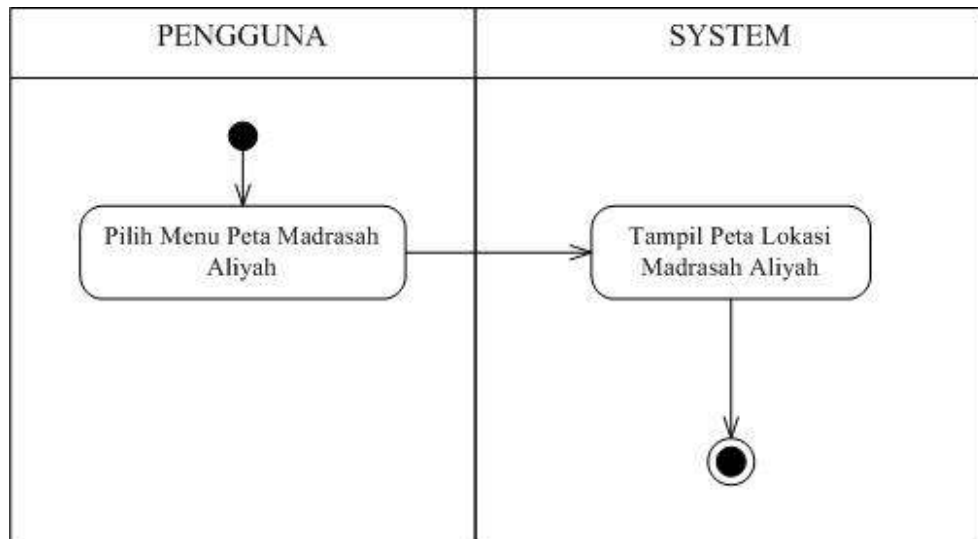 PENGGUNA
SYSTEM
Pilih Menu Peta Madrasah
Aliyah
Tampil Peta Lokasi
Madrasah Aliyah